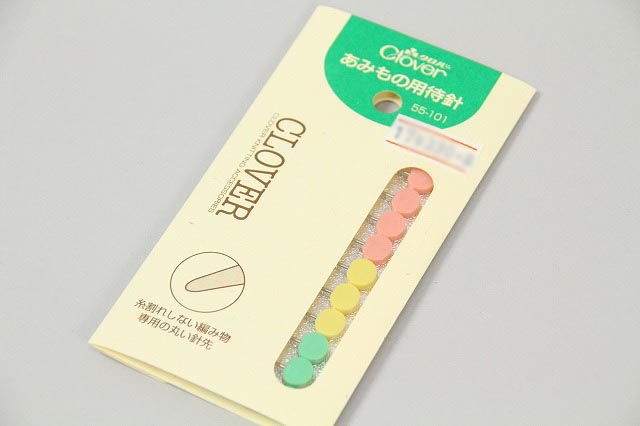 クロバー
Clover
あみもの用待針
55-101
CLOVER
CLOVER KNITTING ACCESSORIES
糸割れしない編み物
専用の丸い針先